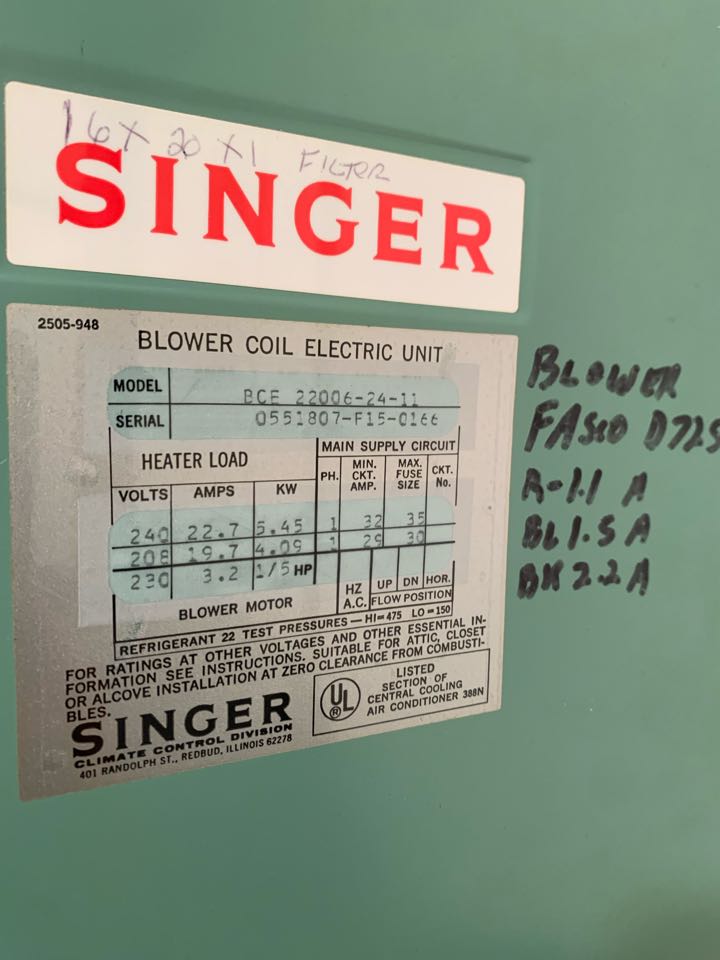 16 X 20 X 1 FILTER
SINGER
2505-948
BLOWER COIL ELECTRIC UNIT
MODEL BCE 22006-24-11
SERIAL 0551807-F15-0166
HEATER LOAD
MAIN SUPPLY CIRCUIT
VOLTS AMPS KW PH. MIN. CKT. AMP. MAX. FUSE SIZE CKT. No.
240 22.7 5.45 1 32 35
208 19.7 4.09 1 29 30
230 3.2 1/5 HP
BLOWER MOTOR
HZ A.C. UP DN HOR.
FLOW POSITION
REFRIGERANT 22 TEST PRESSURES — HI=475 LO=150
FOR RATINGS AT OTHER VOLTAGES AND OTHER ESSENTIAL IN-
FORMATION SEE INSTRUCTIONS. SUITABLE FOR ATTIC, CLOSET
OR ALCOVE INSTALLATION AT ZERO CLEARANCE FROM COMBUSTI-
BLES.
SINGER
CLIMATE CONTROL DIVISION
401 RANDOLPH ST., REDBUD, ILLINOIS 62278
UL ®
LISTED
SECTION OF
CENTRAL COOLING
AIR CONDITIONER 388N
BLOWER
FASCO D725
R-1.1 A
BL 1.5 A
BK 2.2 A